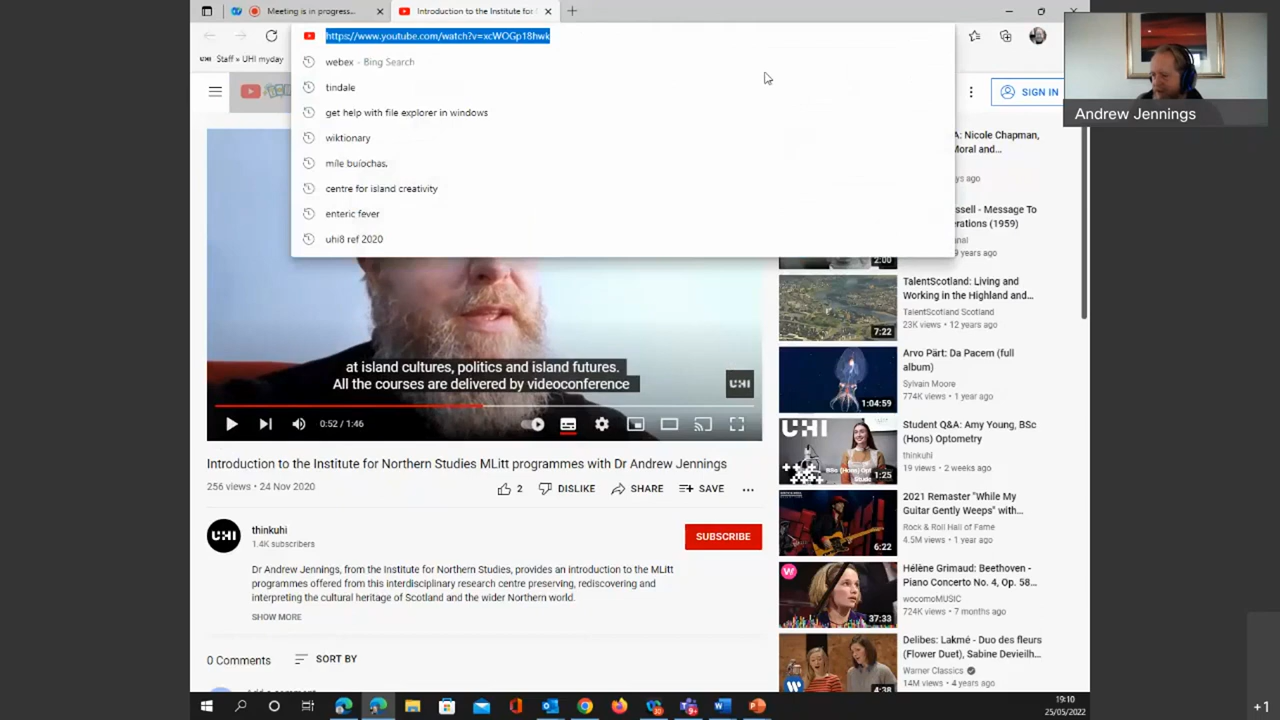 Meeting is in progress...
Introduction to the Institute for
https://www.youtube.com/watch?v=xcWOGp18hwk
UHI Staff » UHI myday
webex - Bing Search
tindale
get help with file explorer in windows
wiktionary
míle buíochas,
centre for island creativity
enteric fever
uhi8 ref 2020
SIGN IN
Andrew Jennings
at island cultures, politics and island futures.
All the courses are delivered by videoconference
UHI
0:52 / 1:46
Introduction to the Institute for Northern Studies MLitt programmes with Dr Andrew Jennings
256 views • 24 Nov 2020
2
DISLIKE
SHARE
SAVE
UHI
thinkuhi
1.4K subscribers
SUBSCRIBE
Dr Andrew Jennings, from the Institute for Northern Studies, provides an introduction to the MLitt
programmes offered from this interdisciplinary research centre preserving, rediscovering and
interpreting the cultural heritage of Scotland and the wider Northern world.
SHOW MORE
0 Comments
SORT BY
A: Nicole Chapman,
Moral and...
ys ago
ssell - Message To
erations (1959)
anal
9 years ago
2:00
TalentScotland: Living and
Working in the Highland and...
TalentScotland Scotland
23K views • 12 years ago
7:22
Arvo Pärt: Da Pacem (full
album)
Sylvain Moore
774K views • 1 year ago
1:04:59
Student Q&A: Amy Young, BSc
(Hons) Optometry
thinkuhi
19 views • 2 weeks ago
UHI
1:25
2021 Remaster "While My
Guitar Gently Weeps" with...
Rock & Roll Hall of Fame
4.5M views • 1 year ago
6:22
Hélène Grimaud: Beethoven -
Piano Concerto No. 4, Op. 58...
wocomoMUSIC
724K views • 7 months ago
37:33
Delibes: Lakmé - Duo des fleurs
(Flower Duet), Sabine Devieilh...
Warner Classics
14M views • 4 years ago
4:38
19:10
25/05/2022
+1